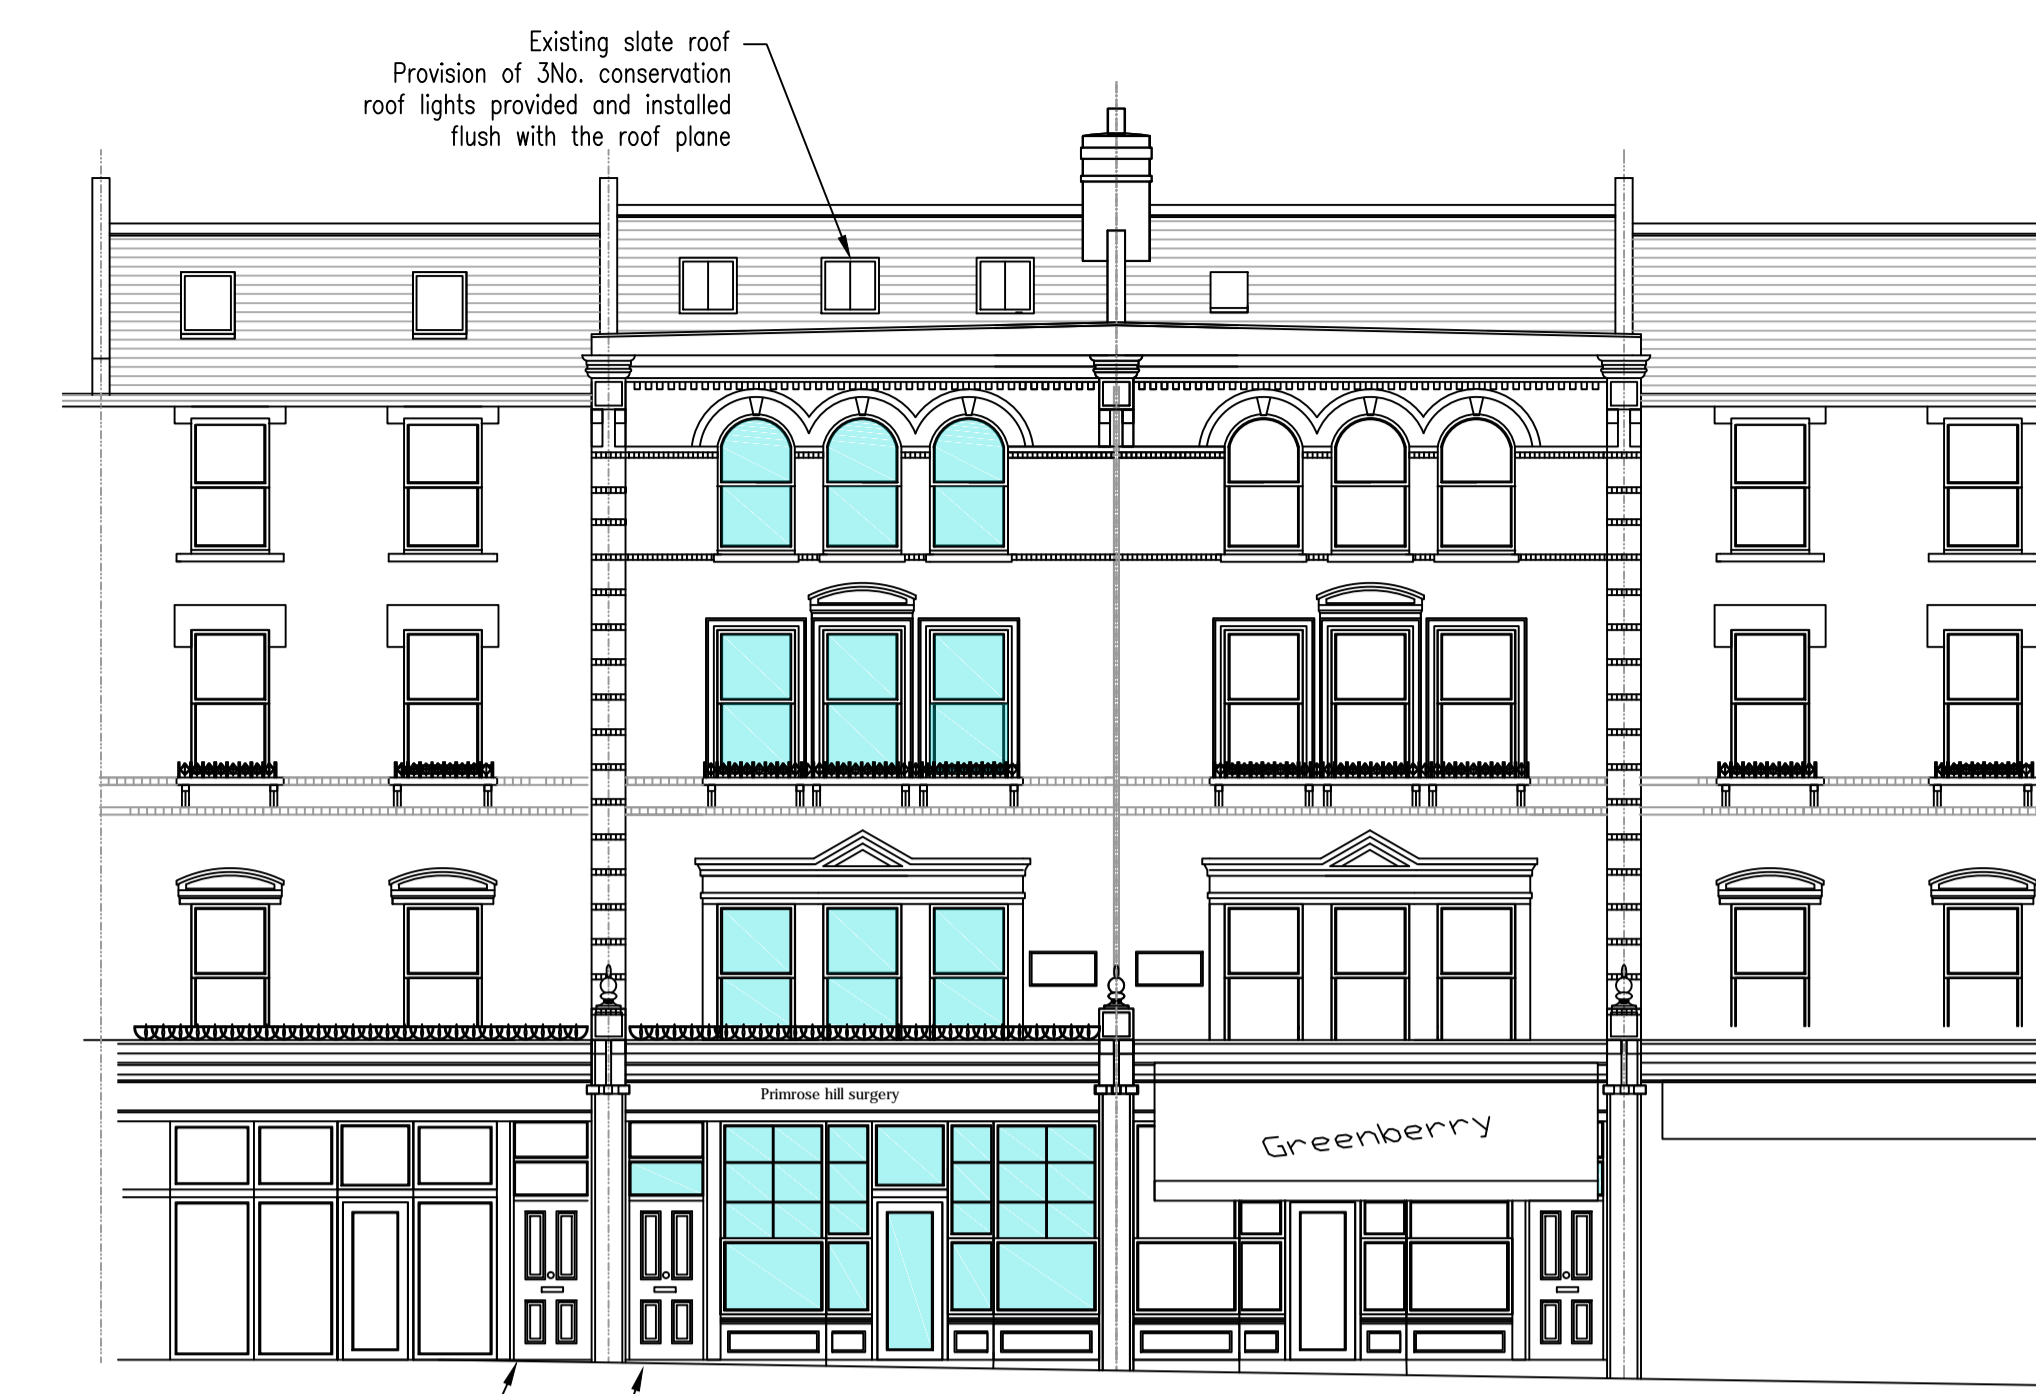 Existing slate roof
Provision of 3No. conservation
roof lights provided and installed
flush with the roof plane
Primrose hill surgery
Greenberry